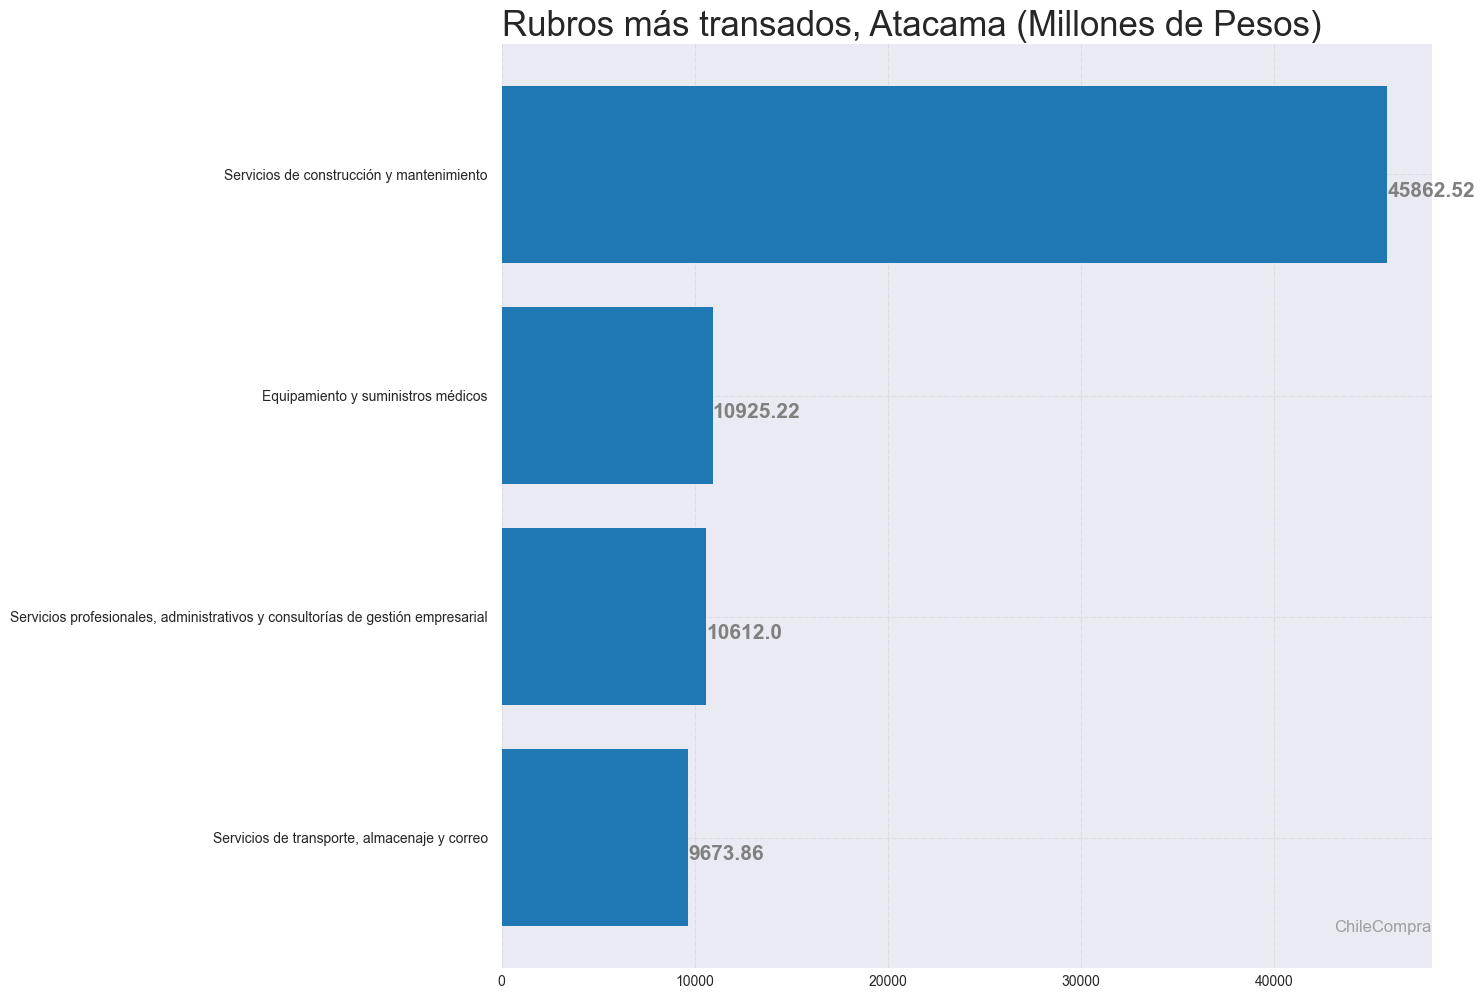 Rubros más transados, Atacama (Millones de Pesos)
Servicios de construcción y mantenimiento
45862.52
Equipamiento y suministros médicos
10925.22
Servicios profesionales, administrativos y consultorías de gestión empresarial
10612.0
Servicios de transporte, almacenaje y correo
9673.86
ChileCompra
0 10000 20000 30000 40000